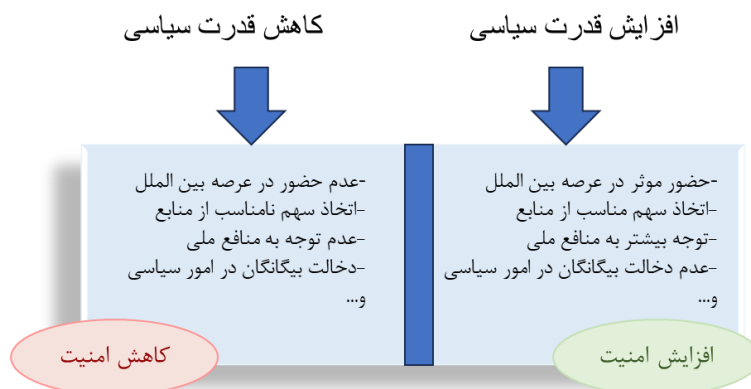 افزایش قدرت سیاسی
-حضور موثر در عرصه بین الملل
-اتخاذ سهم مناسب از منابع
-توجه بیشتر به منافع ملی
-عدم دخالت بیگانگان در امور سیاسی
و...
افزایش امنیت
کاهش قدرت سیاسی
-عدم حضور در عرصه بین الملل
-اتخاذ سهم نامناسب از منابع
-عدم توجه به منافع ملی
-دخالت بیگانگان در امور سیاسی
و...
کاهش امنیت